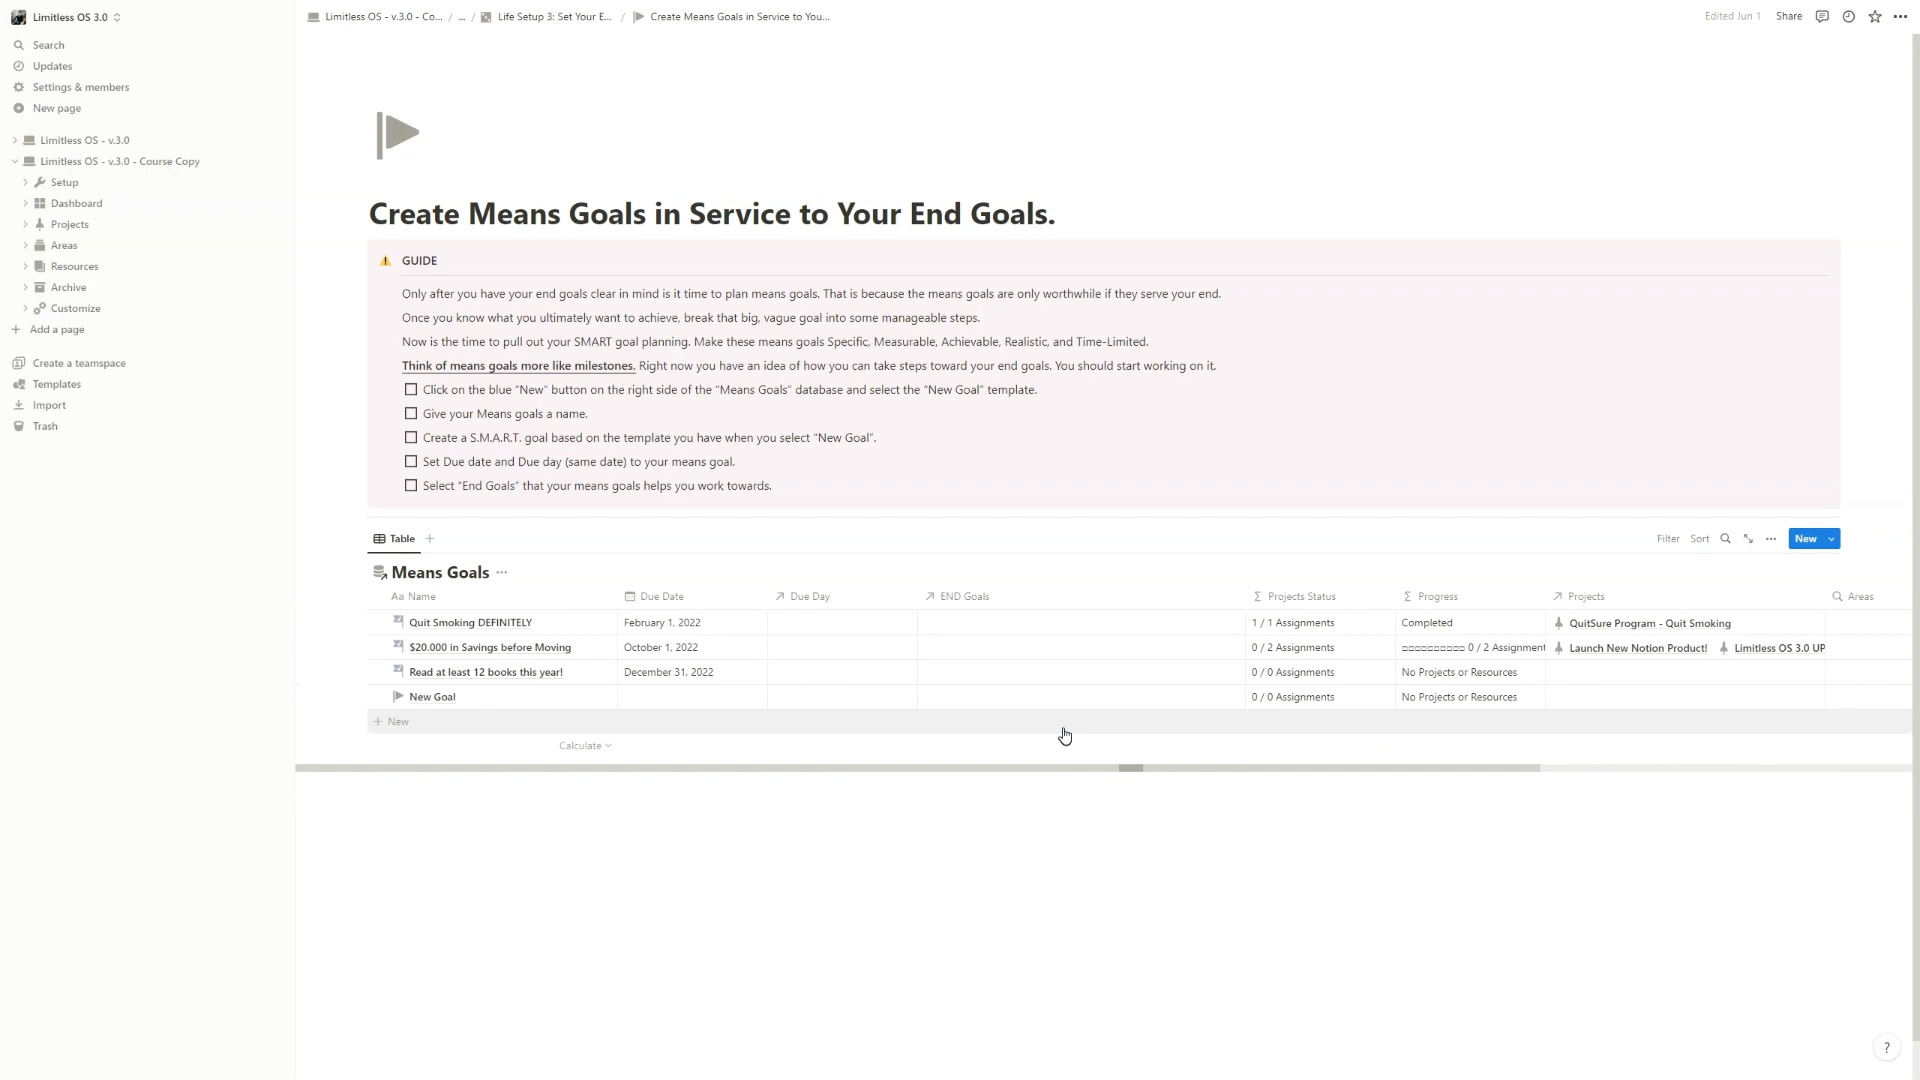 Limitless OS 3.0
Search
Updates
Settings & members
New page
Limitless OS - v.3.0
Limitless OS - v.3.0 - Course Copy
Setup
Dashboard
Projects
Areas
Resources
Archive
Customize
Add a page
Create a teamspace
Templates
Import
Trash
Limitless OS - v.3.0 - Co... / ... / Life Setup 3: Set Your E... / Create Means Goals in Service to You...
Edited Jun 1 Share
Create Means Goals in Service to Your End Goals.
GUIDE
Only after you have your end goals clear in mind is it time to plan means goals. That is because the means goals are only worthwhile if they serve your end.
Once you know what you ultimately want to achieve, break that big, vague goal into some manageable steps.
Now is the time to pull out your SMART goal planning. Make these means goals Specific, Measurable, Achievable, Realistic, and Time-Limited.
Think of means goals more like milestones. Right now you have an idea of how you can take steps toward your end goals. You should start working on it.
Click on the blue "New" button on the right side of the "Means Goals" database and select the "New Goal" template.
Give your Means goals a name.
Create a S.M.A.R.T. goal based on the template you have when you select "New Goal".
Set Due date and Due day (same date) to your means goal.
Select "End Goals" that your means goals helps you work towards.
Table + Filter Sort ... New
Means Goals ...
Aa Name Due Date Due Day END Goals Projects Status Progress Projects Areas
Quit Smoking DEFINITELY February 1, 2022 1 / 1 Assignments Completed QuitSure Program - Quit Smoking
$20.000 in Savings before Moving October 1, 2022 0 / 2 Assignments □□□□□□□□□□ 0 / 2 Assignment Launch New Notion Product! Limitless OS 3.0 UP
Read at least 12 books this year! December 31, 2022 0 / 0 Assignments No Projects or Resources
New Goal 0 / 0 Assignments No Projects or Resources
+ New
Calculate
?